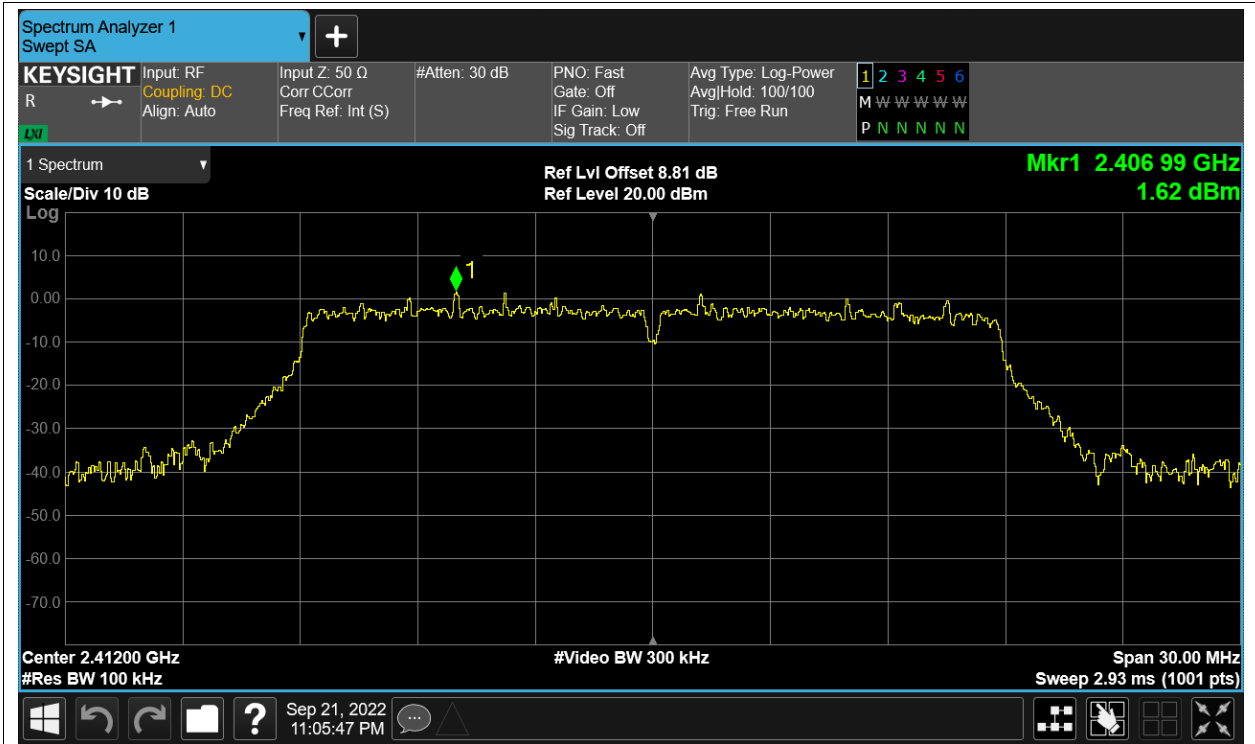 Spectrum Analyzer 1
Swept SA
KEYSIGHT
R
LXI
Input: RF
Coupling: DC
Align: Auto
Input Z: 50 Ω
Corr CCorr
Freq Ref: Int (S)
#Atten: 30 dB
PNO: Fast
Gate: Off
IF Gain: Low
Sig Track: Off
Avg Type: Log-Power
Avg|Hold: 100/100
Trig: Free Run
1 2 3 4 5 6
M W W W W W
P N N N N N
1 Spectrum
Scale/Div 10 dB
Ref Lvl Offset 8.81 dB
Ref Level 20.00 dBm
Mkr1 2.406 99 GHz
1.62 dBm
Log
10.0
0.00
-10.0
-20.0
-30.0
-40.0
-50.0
-60.0
-70.0
1
Center 2.41200 GHz
#Res BW 100 kHz
#Video BW 300 kHz
Span 30.00 MHz
Sweep 2.93 ms (1001 pts)
?
Sep 21, 2022
11:05:47 PM